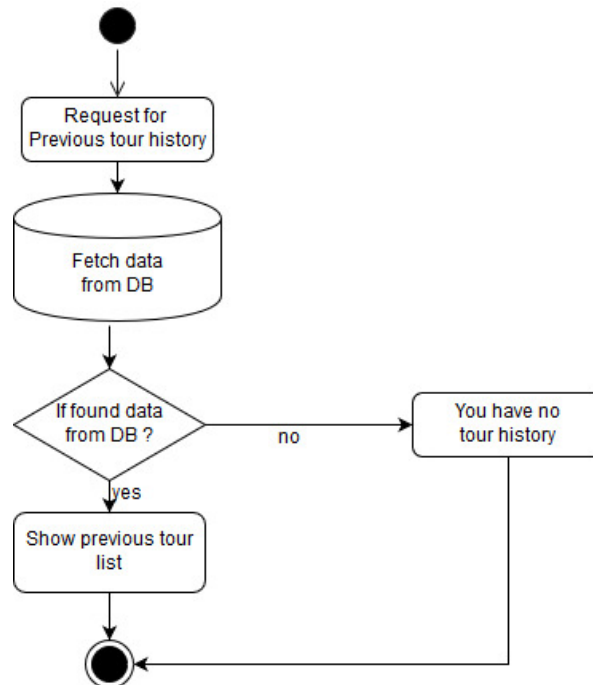 Request for
Previous tour history
Fetch data
from DB
If found data
from DB ?
no
You have no
tour history
yes
Show previous tour
list